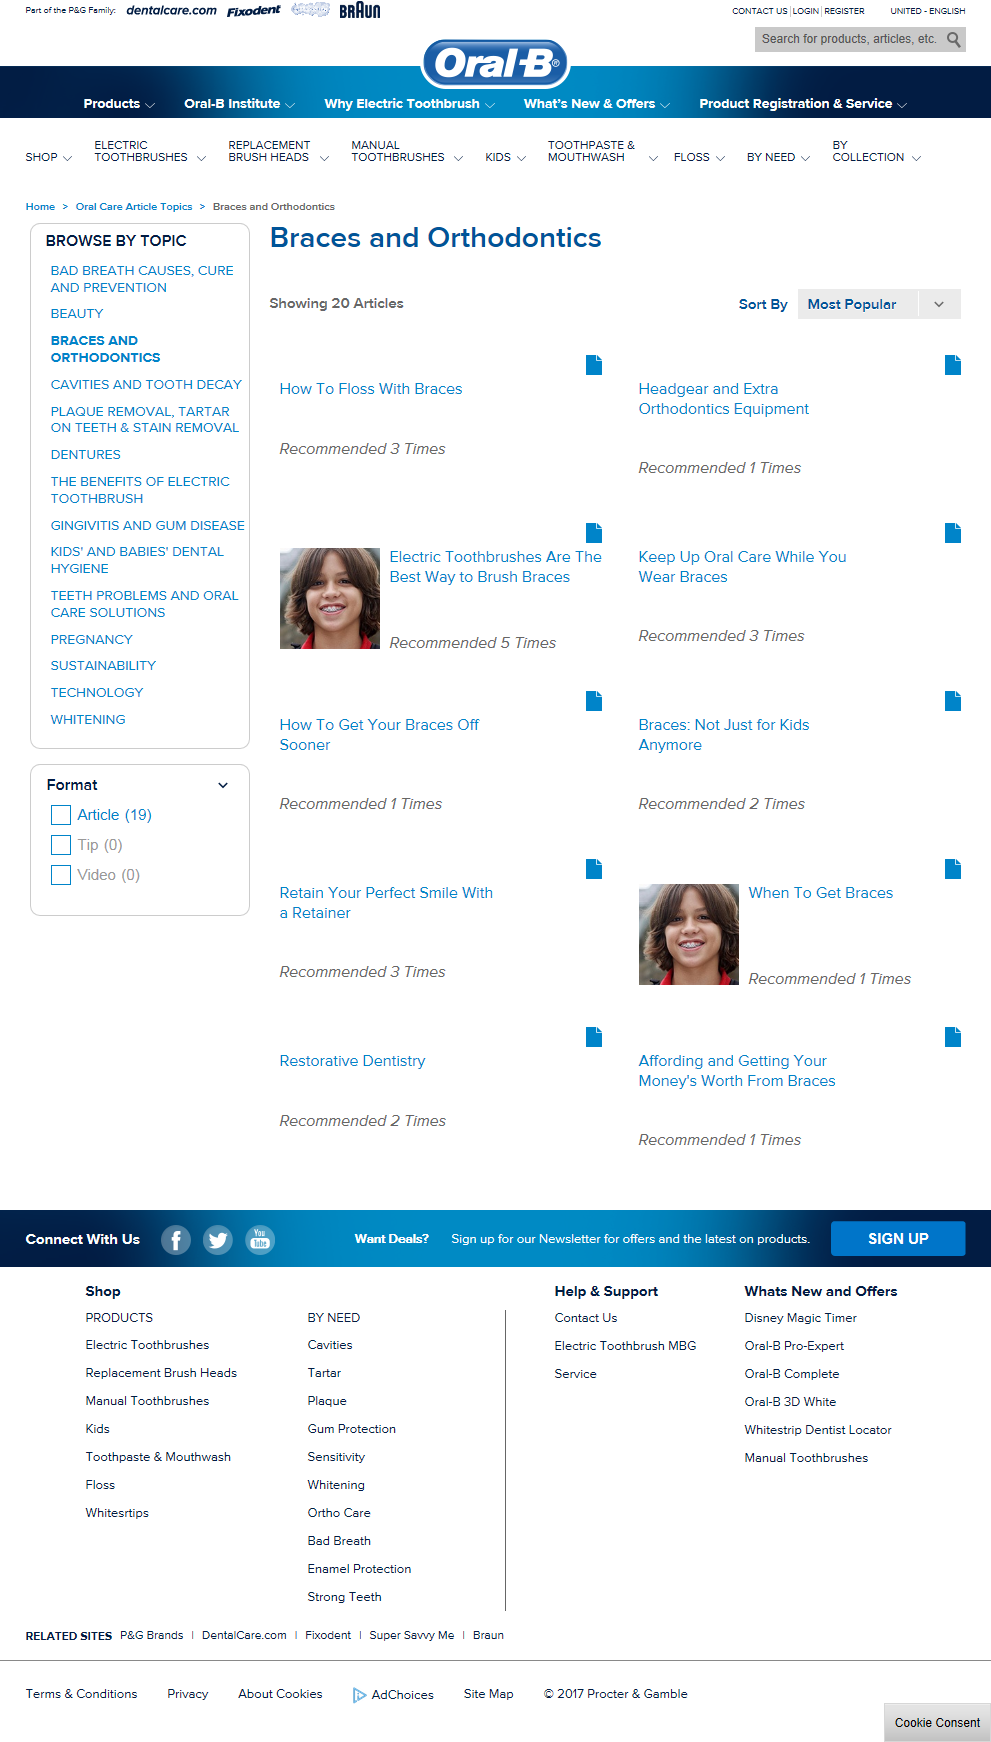 Part of the P&G Family: dentalcare.com Fixodent BRAUN
CONTACT US | LOGIN | REGISTER UNITED - ENGLISH
Search for products, articles, etc.
Oral-B®
Products Oral-B Institute Why Electric Toothbrush What's New & Offers Product Registration & Service
SHOP
ELECTRIC
TOOTHBRUSHES
REPLACEMENT
BRUSH HEADS
MANUAL
TOOTHBRUSHES
KIDS
TOOTHPASTE &
MOUTHWASH
FLOSS
BY NEED
BY
COLLECTION
Home > Oral Care Article Topics > Braces and Orthodontics
BROWSE BY TOPIC
BAD BREATH CAUSES, CURE
AND PREVENTION
BEAUTY
BRACES AND
ORTHODONTICS
CAVITIES AND TOOTH DECAY
PLAQUE REMOVAL, TARTAR
ON TEETH & STAIN REMOVAL
DENTURES
THE BENEFITS OF ELECTRIC
TOOTHBRUSH
GINGIVITIS AND GUM DISEASE
KIDS' AND BABIES' DENTAL
HYGIENE
TEETH PROBLEMS AND ORAL
CARE SOLUTIONS
PREGNANCY
SUSTAINABILITY
TECHNOLOGY
WHITENING
Format
Article (19)
Tip (0)
Video (0)
Braces and Orthodontics
Showing 20 Articles
Sort By Most Popular
How To Floss With Braces
Recommended 3 Times
Headgear and Extra
Orthodontics Equipment
Recommended 1 Times
Electric Toothbrushes Are The
Best Way to Brush Braces
Recommended 5 Times
Keep Up Oral Care While You
Wear Braces
Recommended 3 Times
How To Get Your Braces Off
Sooner
Recommended 1 Times
Braces: Not Just for Kids
Anymore
Recommended 2 Times
Retain Your Perfect Smile With
a Retainer
Recommended 3 Times
When To Get Braces
Recommended 1 Times
Restorative Dentistry
Recommended 2 Times
Affording and Getting Your
Money's Worth From Braces
Recommended 1 Times
Connect With Us
You
Tube
Want Deals? Sign up for our Newsletter for offers and the latest on products.
SIGN UP
Shop
PRODUCTS
Electric Toothbrushes
Replacement Brush Heads
Manual Toothbrushes
Kids
Toothpaste & Mouthwash
Floss
Whitesrtips
BY NEED
Cavities
Tartar
Plaque
Gum Protection
Sensitivity
Whitening
Ortho Care
Bad Breath
Enamel Protection
Strong Teeth
Help & Support
Contact Us
Electric Toothbrush MBG
Service
Whats New and Offers
Disney Magic Timer
Oral-B Pro-Expert
Oral-B Complete
Oral-B 3D White
Whitestrip Dentist Locator
Manual Toothbrushes
RELATED SITES P&G Brands | DentalCare.com | Fixodent | Super Savvy Me | Braun
Terms & Conditions Privacy About Cookies AdChoices Site Map © 2017 Procter & Gamble
Cookie Consent